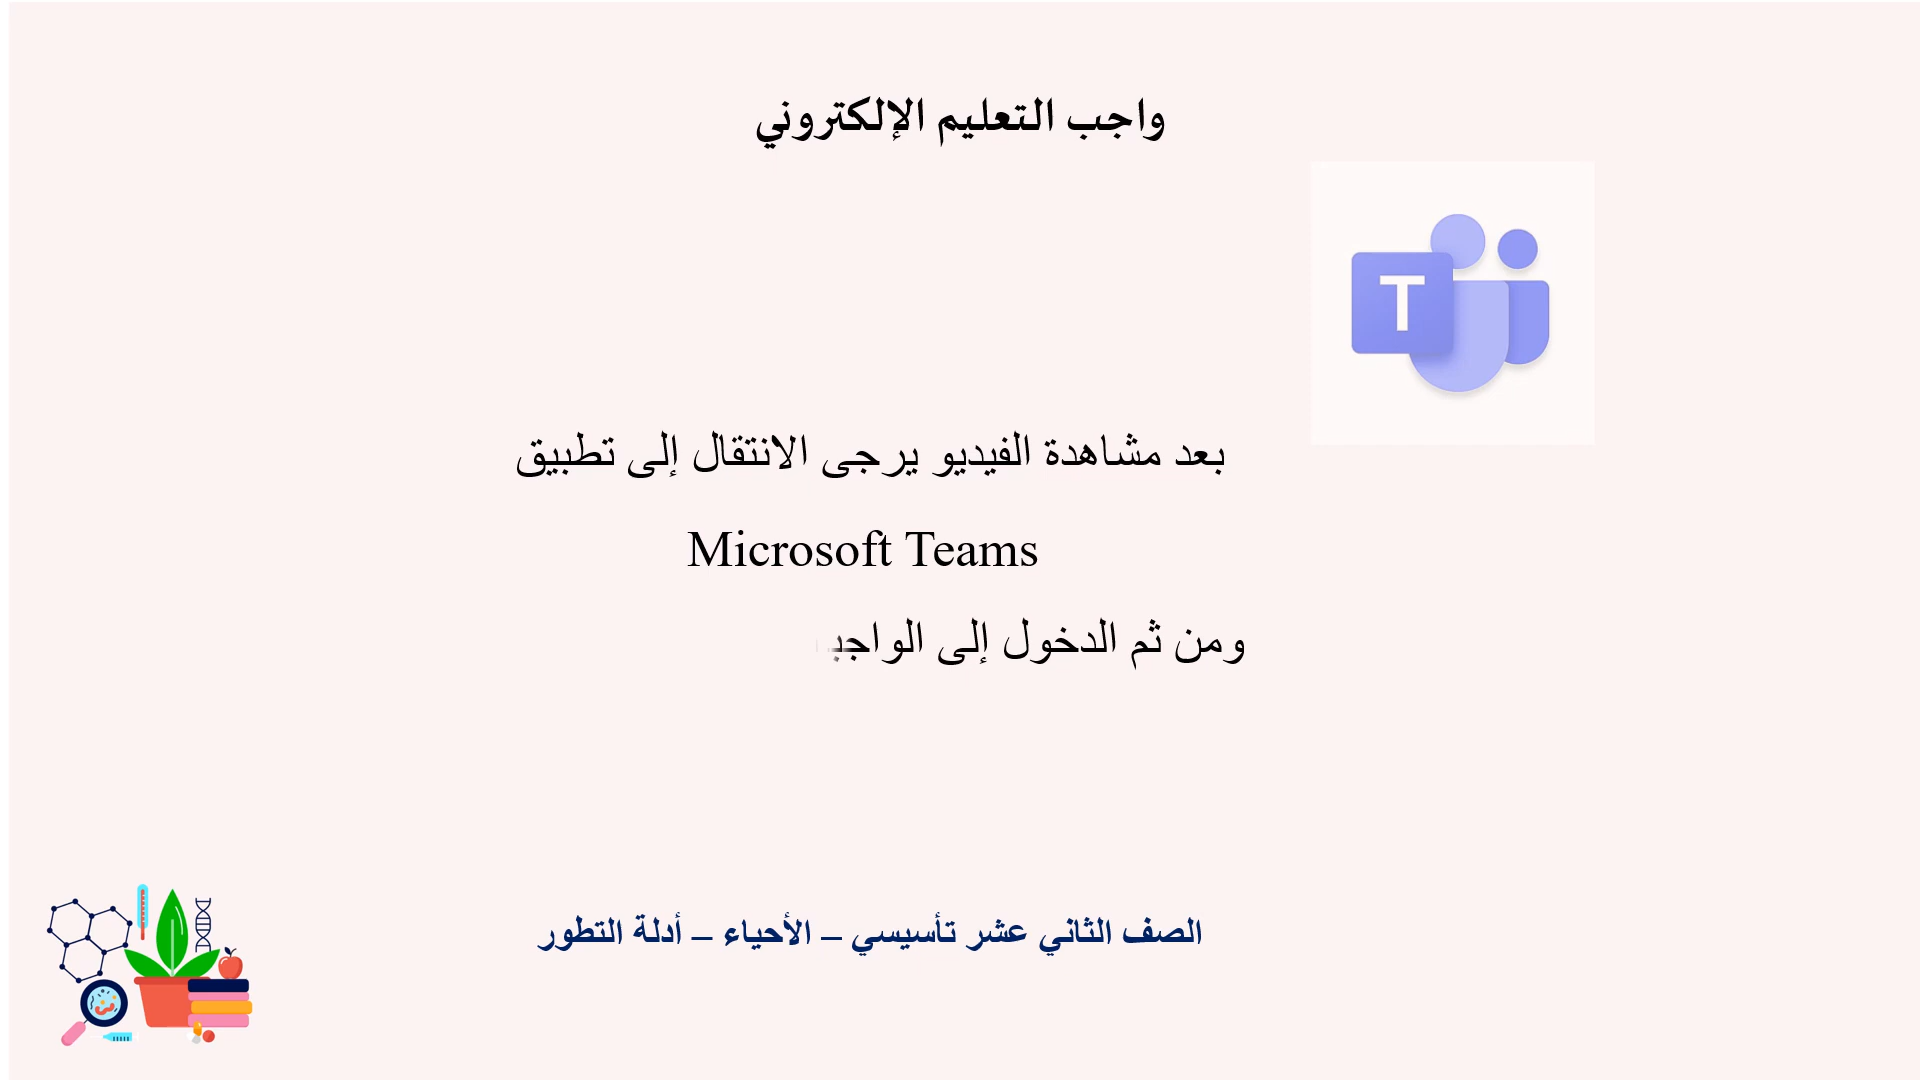 واجب التعليم الإلكتروني
T
بعد مشاهدة الفيديو يرجى الانتقال إلى تطبيق
Microsoft Teams
ومن ثم الدخول إلى الواجب
الصف الثاني عشر تأسيسي – الأحياء – أدلة التطور